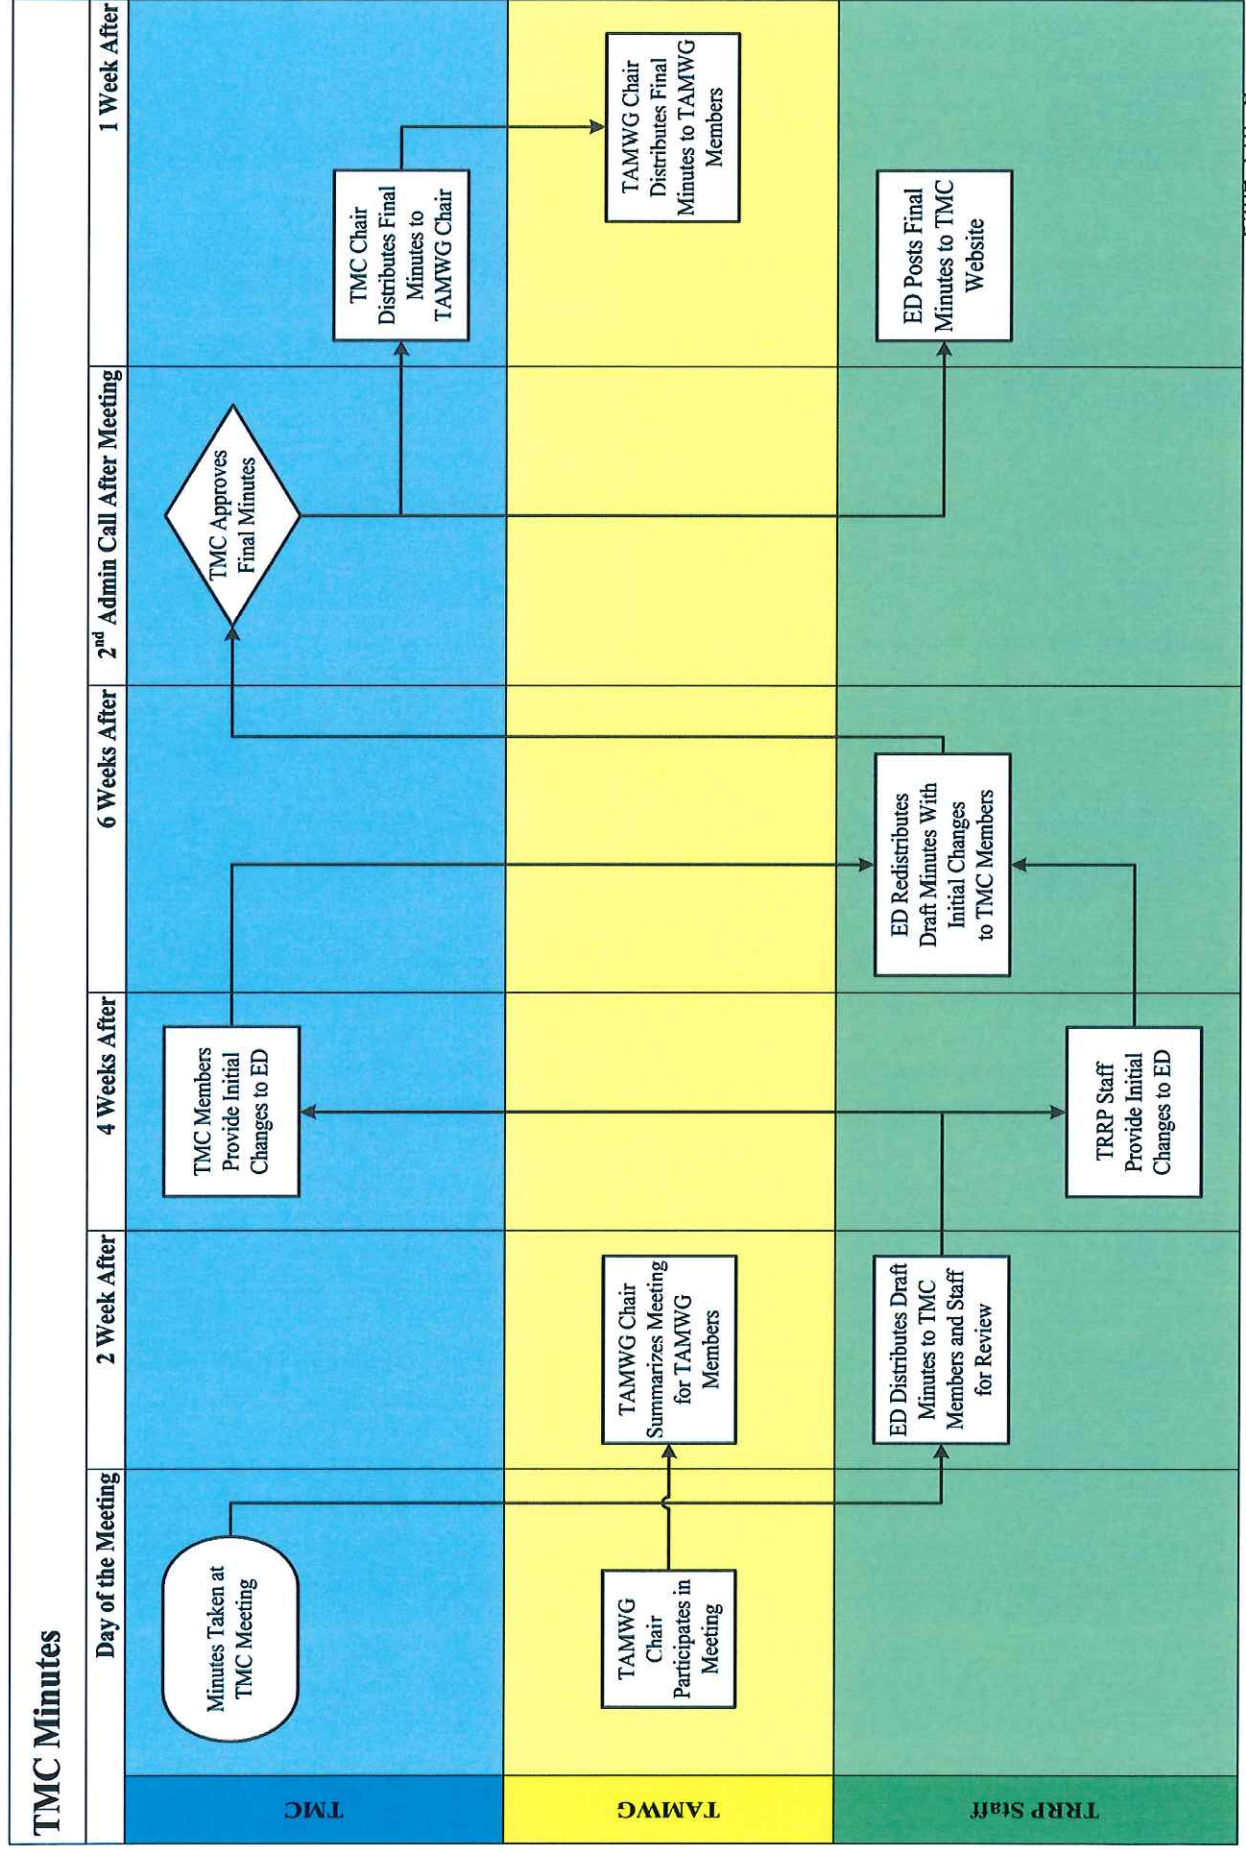 TMC Minutes
Day of the Meeting
2 Week After
4 Weeks After
6 Weeks After
2nd Admin Call After Meeting
1 Week After
TMC
Minutes Taken at
TMC Meeting
TMC Members
Provide Initial
Changes to ED
TMC Approves
Final Minutes
TMC Chair
Distributes Final
Minutes to
TAMWG Chair
TAMWG
TAMWG
Chair
Participates in
Meeting
TAMWG Chair
Summarizes Meeting
for TAMWG
Members
TAMWG Chair
Distributes Final
Minutes to TAMWG
Members
TRRP Staff
ED Distributes Draft
Minutes to TMC
Members and Staff
for Review
TRRP Staff
Provide Initial
Changes to ED
ED Redistributes
Draft Minutes With
Initial Changes
to TMC Members
ED Posts Final
Minutes to TMC
Website